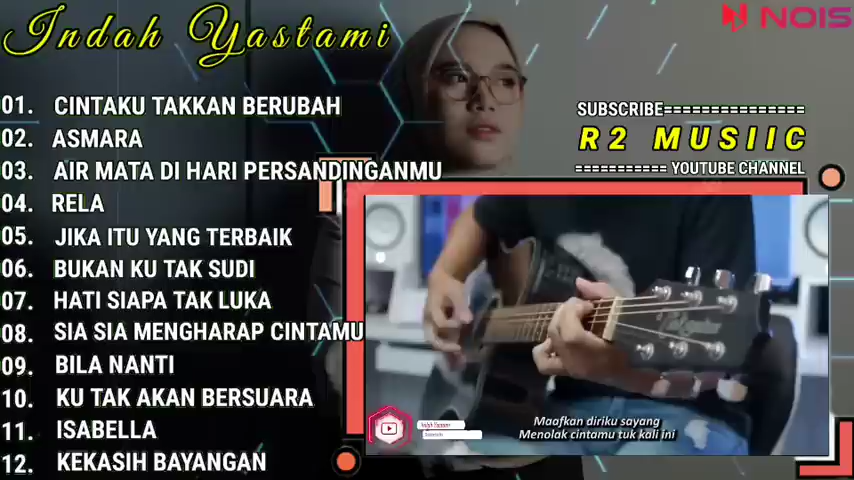 Indah Yastami
NOIS
01. CINTAKU TAKKAN BERUBAH
02. ASMARA
03. AIR MATA DI HARI PERSANDINGANMU
04. RELA
05. JIKA ITU YANG TERBAIK
06. BUKAN KU TAK SUDI
07. HATI SIAPA TAK LUKA
08. SIA SIA MENGHARAP CINTAMU
09. BILA NANTI
10. KU TAK AKAN BERSUARA
11. ISABELLA
12. KEKASIH BAYANGAN
SUBSCRIBE===============
R2 MUSIIC
=========== YOUTUBE CHANNEL
Indah Yastami
Maafkan diriku sayang
Menolak cintamu tuk kali ini